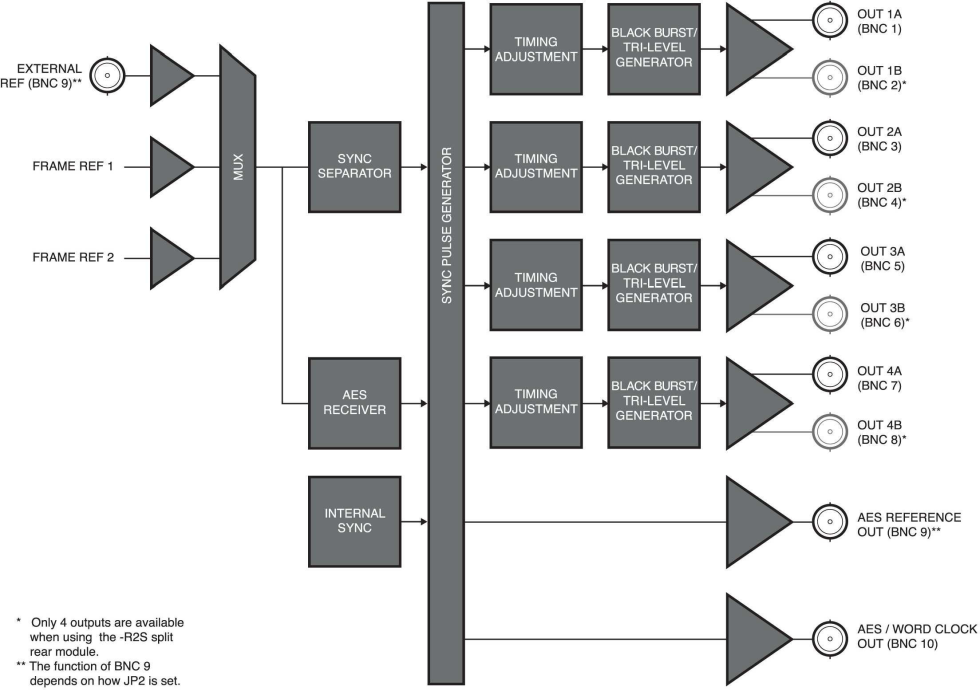 EXTERNAL
REF (BNC 9)**
FRAME REF 1
FRAME REF 2
MUX
SYNC
SEPARATOR
AES
RECEIVER
INTERNAL
SYNC
SYNC PULSE GENERATOR
TIMING
ADJUSTMENT
BLACK BURST/
TRI-LEVEL
GENERATOR
OUT 1A
(BNC 1)
OUT 1B
(BNC 2)*
TIMING
ADJUSTMENT
BLACK BURST/
TRI-LEVEL
GENERATOR
OUT 2A
(BNC 3)
OUT 2B
(BNC 4)*
TIMING
ADJUSTMENT
BLACK BURST/
TRI-LEVEL
GENERATOR
OUT 3A
(BNC 5)
OUT 3B
(BNC 6)*
TIMING
ADJUSTMENT
BLACK BURST/
TRI-LEVEL
GENERATOR
OUT 4A
(BNC 7)
OUT 4B
(BNC 8)*
AES REFERENCE
OUT (BNC 9)**
AES / WORD CLOCK
OUT (BNC 10)
* Only 4 outputs are available
when using the -R2S split
rear module.
** The function of BNC 9
depends on how JP2 is set.